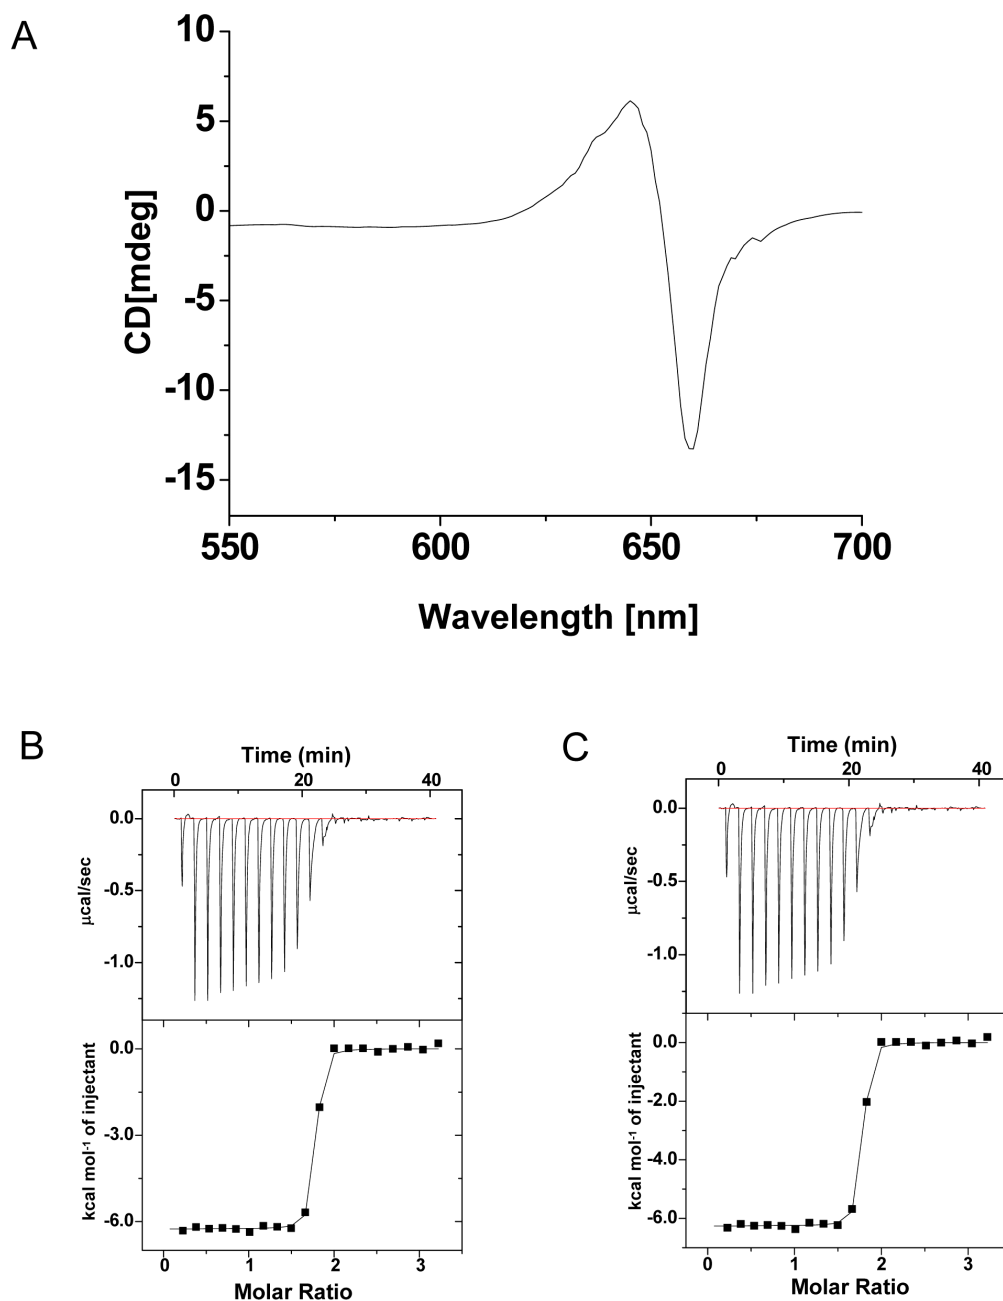 A
10
5
0
-5
-10
-15
CD[mdeg]
550 600 650 700
Wavelength [nm]
B
Time (min)
0 20 40
0.0
-0.5
-1.0
µcal/sec
0.0
-3.0
-6.0
kcal mol-1 of injectant
0 1 2 3
Molar Ratio
C
Time (min)
0 20 40
0.0
-0.5
-1.0
µcal/sec
0.0
-2.0
-4.0
-6.0
kcal mol-1 of injectant
0 1 2 3
Molar Ratio